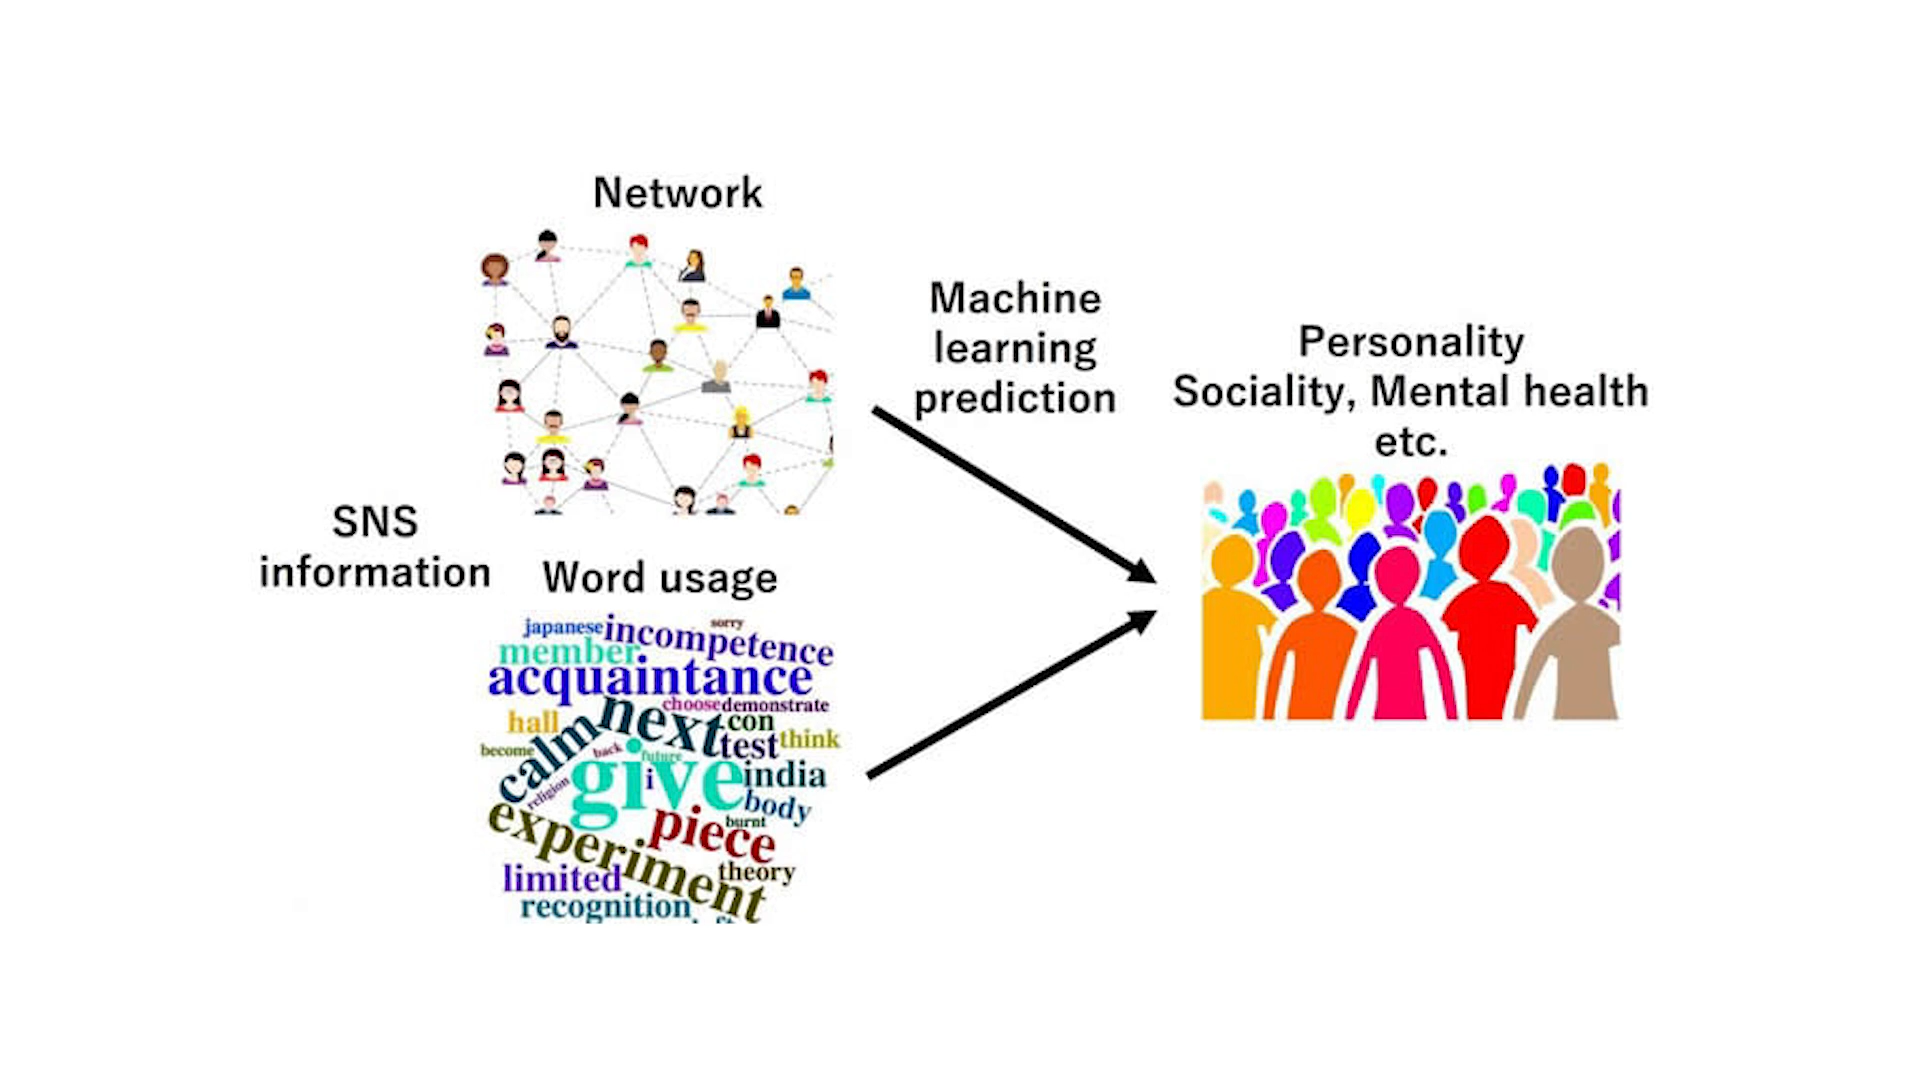 Network
Machine
learning
prediction
Personality
Sociality, Mental health
etc.
SNS
information
Word usage
japanese
incompetence
sorry
member
acquaintance
choose
demonstrate
hall
calm
next
con
test
think
become
back
future
give
i
india
religion
body
experiment
piece
burnt
limited
theory
recognition